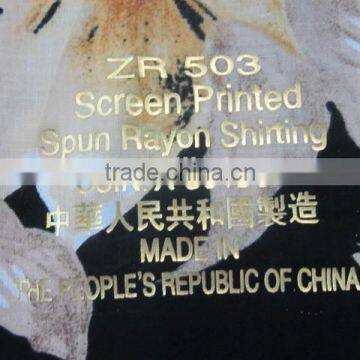 ZR 503
Screen Printed
Spun Rayon Shirting
trade.china.cn
中華人民共和國製造
MADE IN
THE PEOPLE'S REPUBLIC OF CHINA